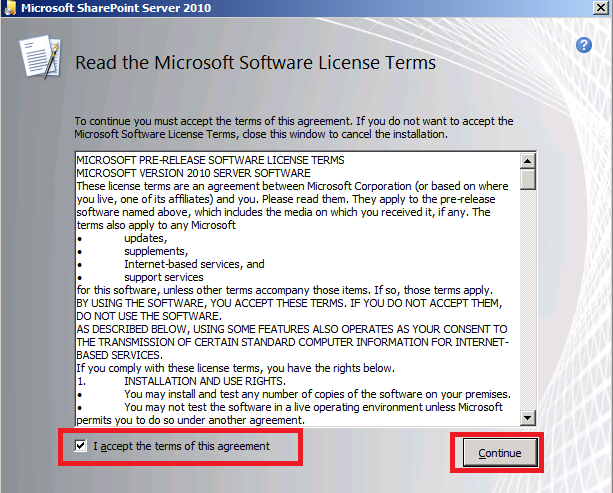 Microsoft SharePoint Server 2010
Read the Microsoft Software License Terms
To continue you must accept the terms of this agreement. If you do not want to accept the
Microsoft Software License Terms, close this window to cancel the installation.
MICROSOFT PRE-RELEASE SOFTWARE LICENSE TERMS
MICROSOFT VERSION 2010 SERVER SOFTWARE
These license terms are an agreement between Microsoft Corporation (or based on where
you live, one of its affiliates) and you. Please read them. They apply to the pre-release
software named above, which includes the media on which you received it, if any. The
terms also apply to any Microsoft
• updates,
• supplements,
• Internet-based services, and
• support services
for this software, unless other terms accompany those items. If so, those terms apply.
BY USING THE SOFTWARE, YOU ACCEPT THESE TERMS. IF YOU DO NOT ACCEPT THEM,
DO NOT USE THE SOFTWARE.
AS DESCRIBED BELOW, USING SOME FEATURES ALSO OPERATES AS YOUR CONSENT TO
THE TRANSMISSION OF CERTAIN STANDARD COMPUTER INFORMATION FOR INTERNET-
BASED SERVICES.
If you comply with these license terms, you have the rights below.
1. INSTALLATION AND USE RIGHTS.
• You may install and test any number of copies of the software on your premises.
• You may not test the software in a live operating environment unless Microsoft
permits you to do so under another agreement.
I accept the terms of this agreement
Continue